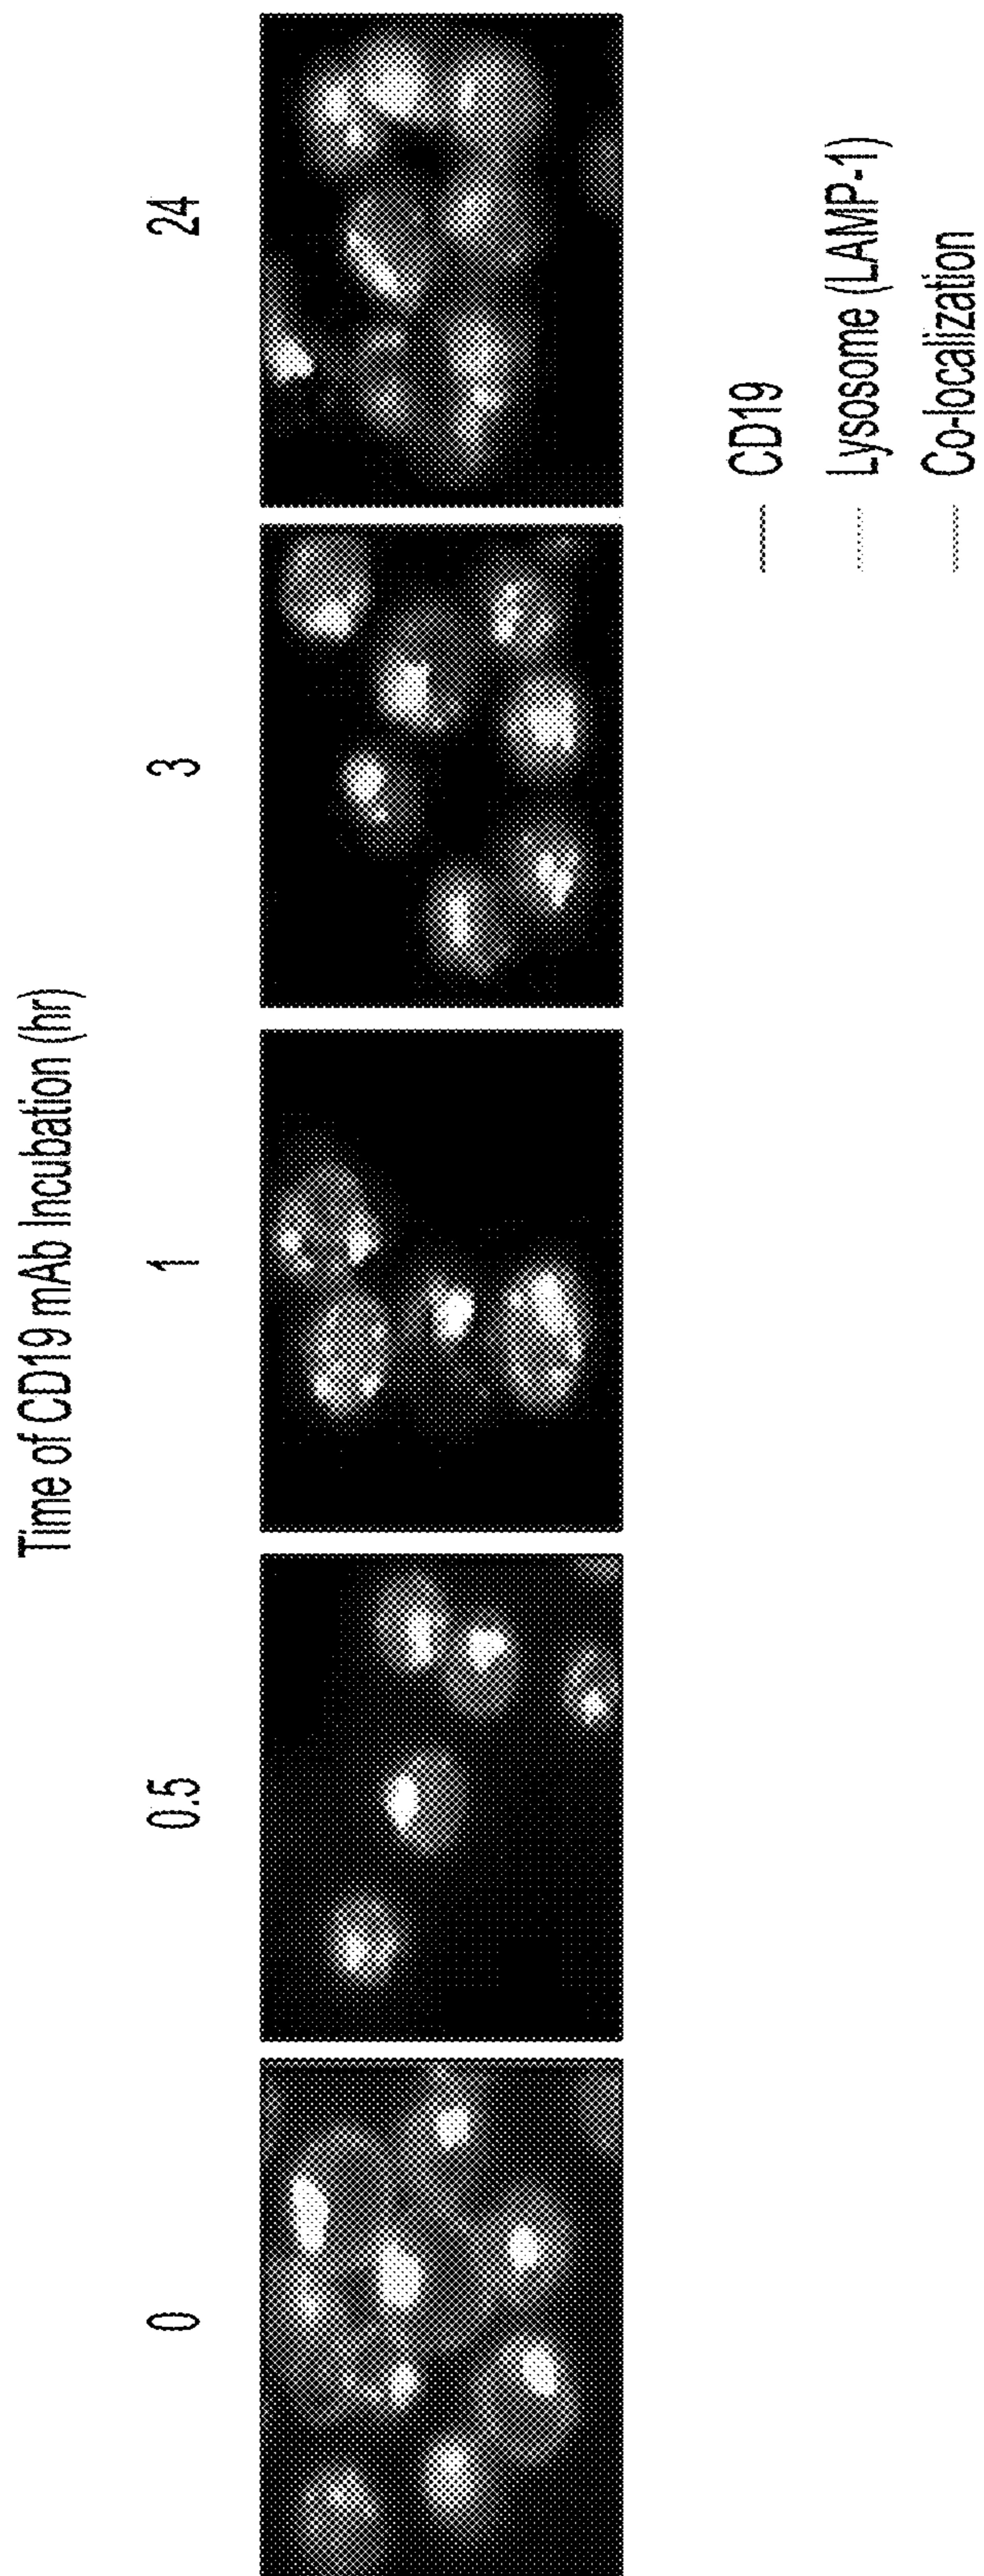 Time of CD19 mAb Incubation (hr)
0 0.5 1 3 24
CD19
Lysosome (LAMP-1)
Co-localization